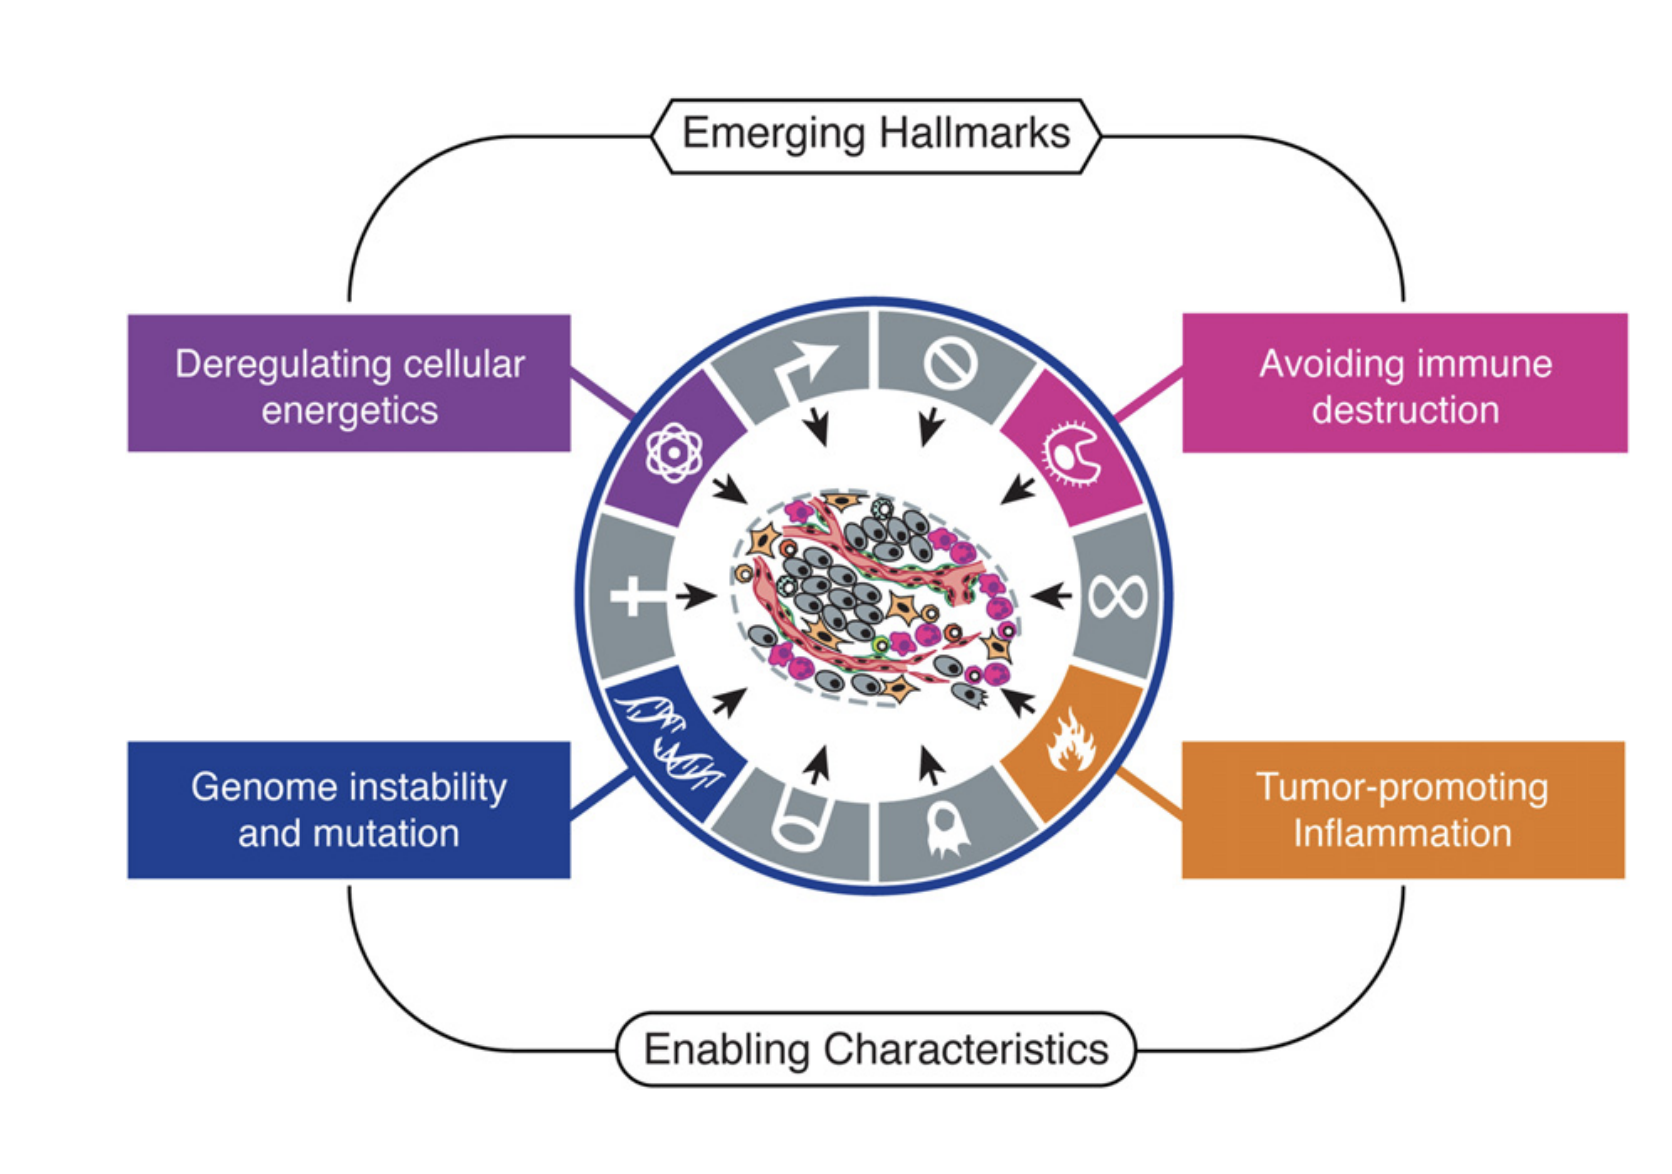 Emerging Hallmarks
Deregulating cellular
energetics
Avoiding immune
destruction
Genome instability
and mutation
Tumor-promoting
Inflammation
Enabling Characteristics